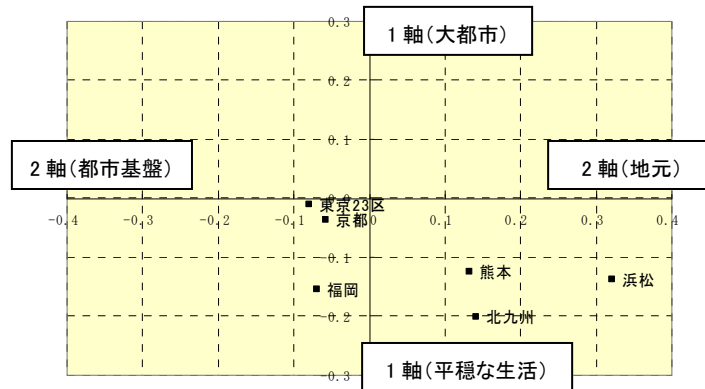 0.3
1 軸(大都市)
0.2
0.1
2 軸(都市基盤)
2 軸(地元)
0.0
-0.4 -0.3 -0.2 -0.1 0.0 0.1 0.2 0.3 0.4
東京23区
京都
-0.1
熊本
浜松
福岡
-0.2
北九州
1 軸(平穏な生活)
-0.3